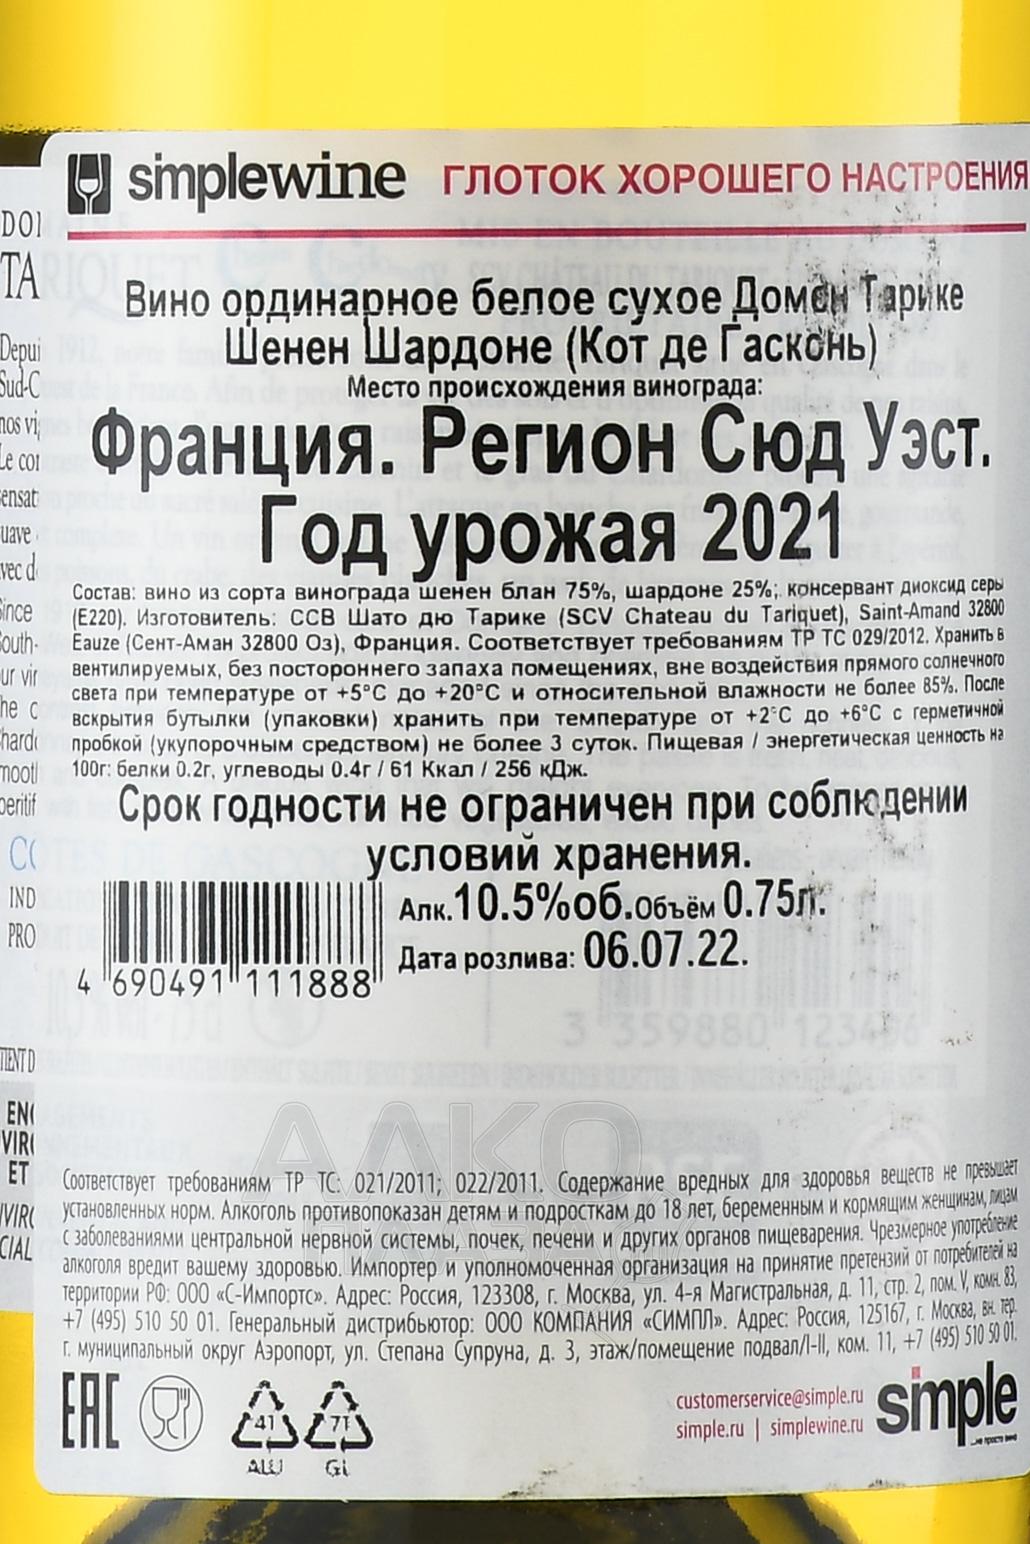 simplewine ГЛОТОК ХОРОШЕГО НАСТРОЕНИЯ
Вино ординарное белое сухое Домэн Тарике
Шенен Шардоне (Кот де Гасконь)
Место происхождения винограда:
Франция. Регион Сюд Уэст.
Год урожая 2021
Состав: вино из сорта винограда шенен блан 75%, шардоне 25%; консервант диоксид серы
(Е220). Изготовитель: ССВ Шато дю Тарике (SCV Chateau du Tariquet), Saint-Amand 32800
Eauze (Сент-Аман 32800 Оз), Франция. Соответствует требованиям ТР ТС 029/2012. Хранить в
вентилируемых, без постороннего запаха помещениях, вне воздействия прямого солнечного
света при температуре от +5°С до +20°С и относительной влажности не более 85%. После
вскрытия бутылки (упаковки) хранить при температуре от +2°С до +6°С с герметичной
пробкой (укупорочным средством) не более 3 суток. Пищевая / энергетическая ценность на
100г: белки 0.2г, углеводы 0.4г / 61 Ккал / 256 кДж.
Срок годности не ограничен при соблюдении
условий хранения.
Алк.10.5%об.Объём 0.75л.
Дата розлива: 06.07.22.
4 690491 111888
3 359880 123406
АЛКО
НАВЭЛА
Соответствует требованиям ТР ТС: 021/2011; 022/2011. Содержание вредных для здоровья веществ не превышает
установленных норм. Алкоголь противопоказан детям и подросткам до 18 лет, беременным и кормящим женщинам, лицам
с заболеваниями центральной нервной системы, почек, печени и других органов пищеварения. Чрезмерное употребление
алкоголя вредит вашему здоровью. Импортер и уполномоченная организация на принятие претензий от потребителей на
территории РФ: ООО «С-Импортс». Адрес: Россия, 123308, г. Москва, ул. 4-я Магистральная, д. 11, стр. 2, пом. V, комн. 83,
+7 (495) 510 50 01. Генеральный дистрибьютор: ООО КОМПАНИЯ «СИМПЛ». Адрес: Россия, 125167, г. Москва, вн. тер.
г. муниципальный округ Аэропорт, ул. Степана Супруна, д. 3, этаж/помещение подвал/I-II, ком. 11, +7 (495) 510 50 01.
EAC
41
ALU
71
GL
customerservice@simple.ru
simple.ru | simplewine.ru
simple
...не просто вино